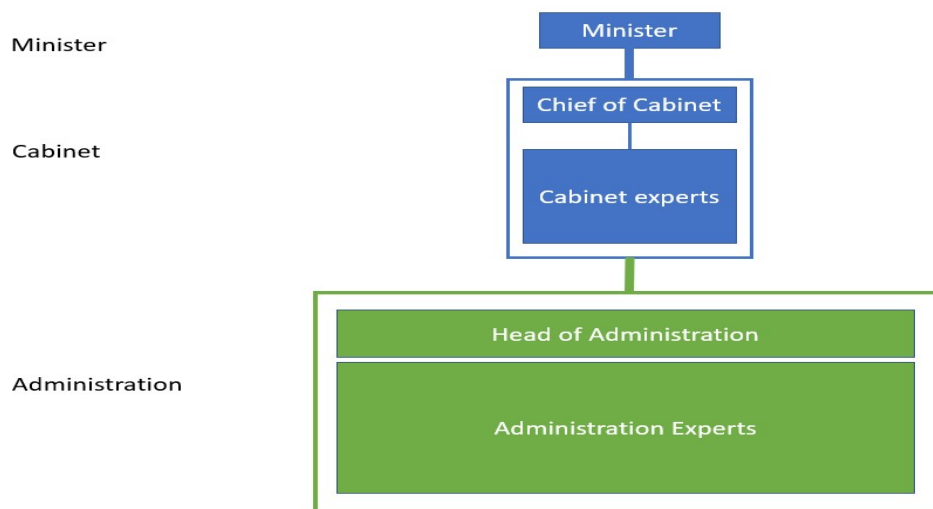 Minister
Minister
Chief of Cabinet
Cabinet
Cabinet experts
Head of Administration
Administration
Administration Experts